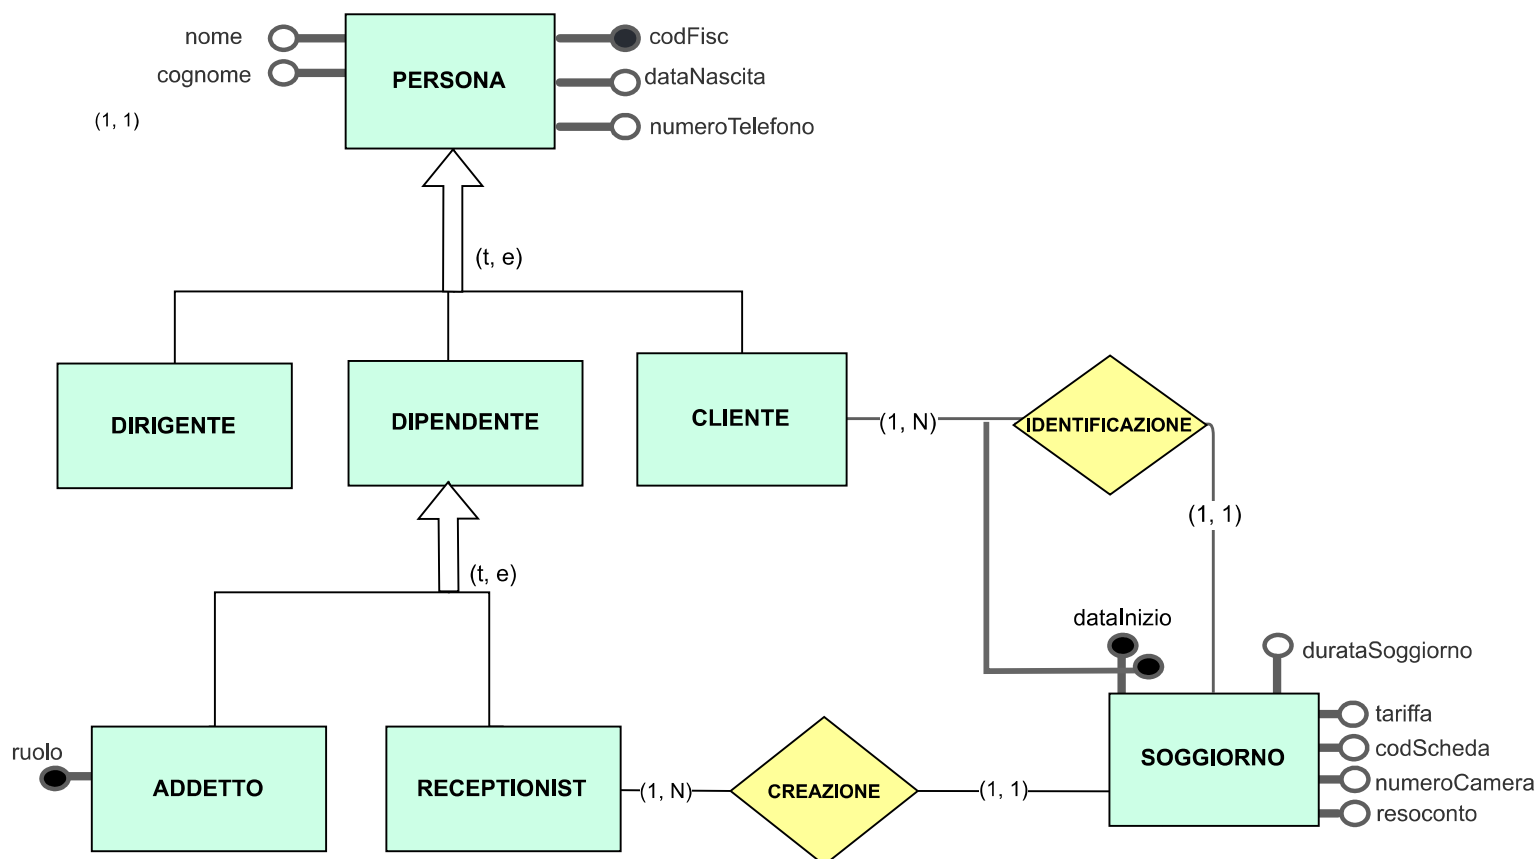 nome
codFisc
cognome
PERSONA
dataNascita
(1, 1)
numeroTelefono
(t, e)
DIRIGENTE
DIPENDENTE
CLIENTE
(1, N)
IDENTIFICAZIONE
(1, 1)
(t, e)
dataInizio
durataSoggiorno
tariffa
ruolo
codScheda
SOGGIORNO
ADDETTO
RECEPTIONIST
(1, N)
CREAZIONE
(1, 1)
numeroCamera
resoconto